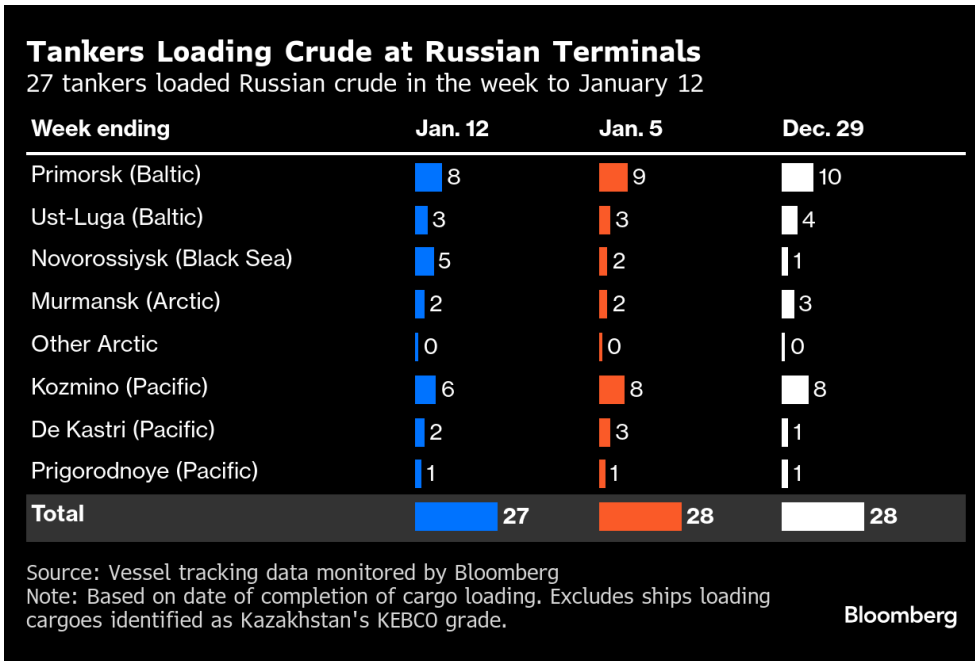 Tankers Loading Crude at Russian Terminals
27 tankers loaded Russian crude in the week to January 12
Week ending Jan. 12 Jan. 5 Dec. 29
Primorsk (Baltic) 8 9 10
Ust-Luga (Baltic) 3 3 4
Novorossiysk (Black Sea) 5 2 1
Murmansk (Arctic) 2 2 3
Other Arctic 0 0 0
Kozmino (Pacific) 6 8 8
De Kastri (Pacific) 2 3 1
Prigorodnoye (Pacific) 1 1 1
Total 27 28 28
Source: Vessel tracking data monitored by Bloomberg
Note: Based on date of completion of cargo loading. Excludes ships loading
cargoes identified as Kazakhstan's KEBCO grade.
Bloomberg